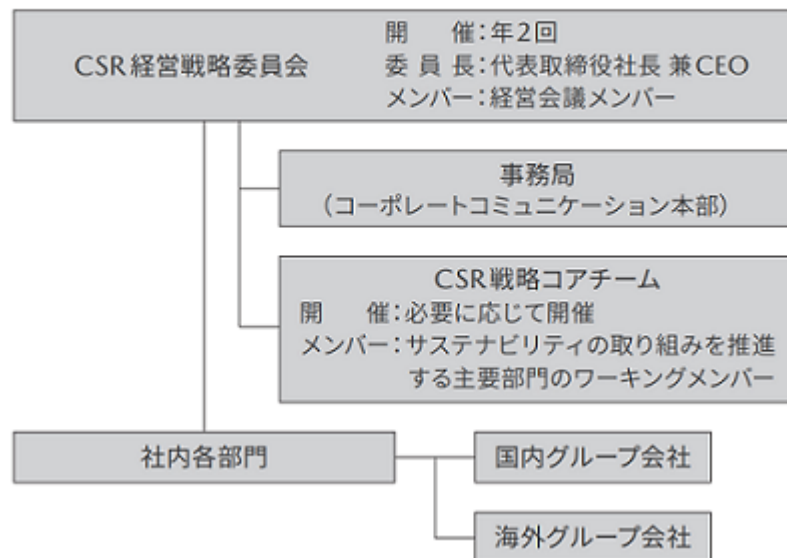 CSR経営戦略委員会
開　催：年2回
委員長：代表取締役社長 兼CEO
メンバー：経営会議メンバー
事務局
（コーポレートコミュニケーション本部）
CSR戦略コアチーム
開　催：必要に応じて開催
メンバー：サステナビリティの取り組みを推進
する主要部門のワーキングメンバー
社内各部門
国内グループ会社
海外グループ会社